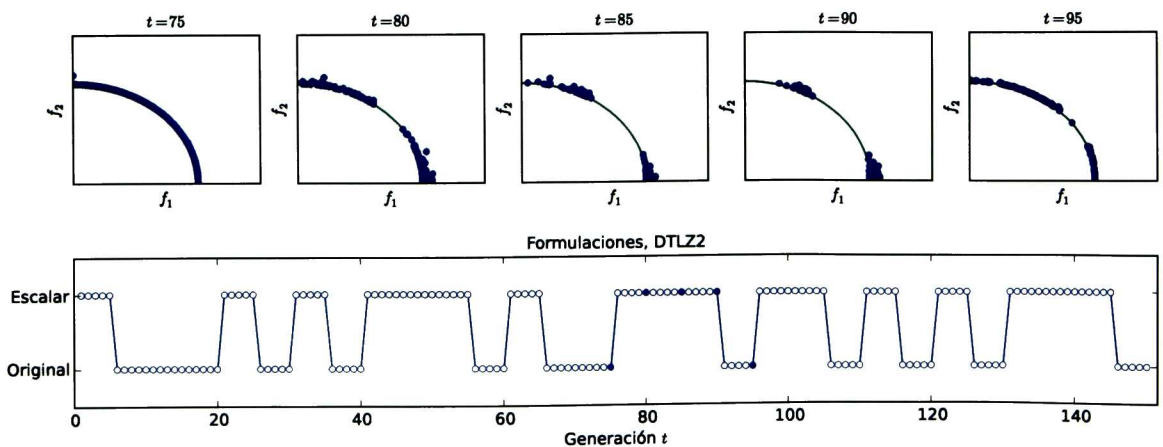 t=75 t=80 t=85 t=90 t=95
f₂ f₂ f₂ f₂ f₂
f₁ f₁ f₁ f₁ f₁
Formulaciones, DTLZ2
Escalar
Original
0 20 40 60 80 100 120 140
Generación t